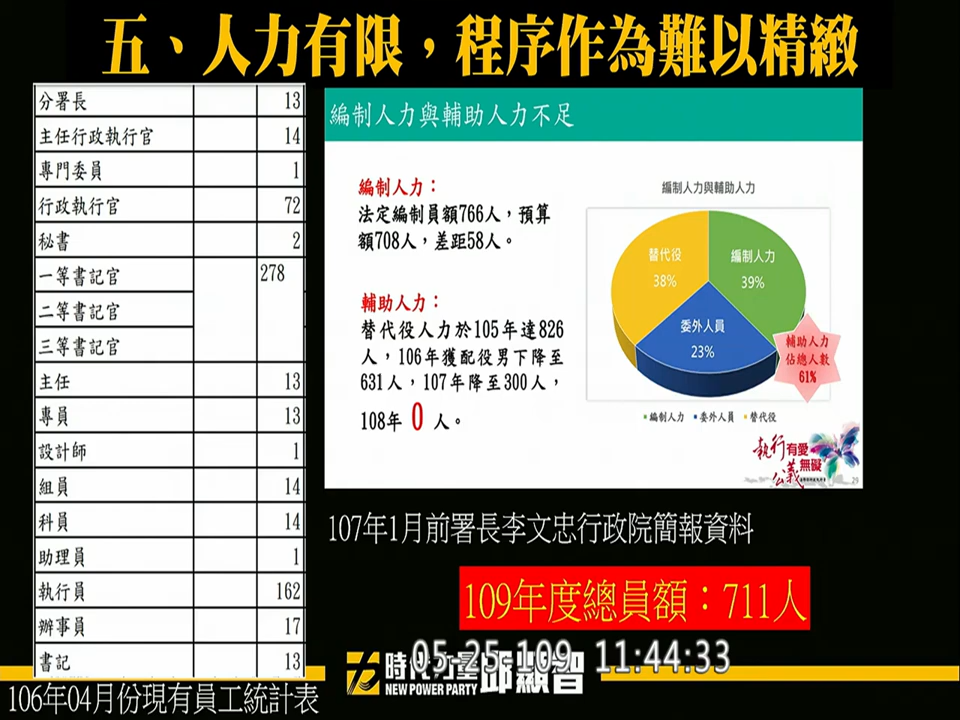 五、人力有限，程序作為難以精緻
分署長 13
主任行政執行官 14
專門委員 1
行政執行官 72
秘書 2
一等書記官 278
二等書記官
三等書記官
主任 13
專員 13
設計師 1
組員 14
科員 14
助理員 1
執行員 162
辦事員 17
書記 13
106年04月份現有員工統計表
編制人力與輔助人力不足
編制人力：
法定編制員額766人，預算
額708人，差距58人。
輔助人力：
替代役人力於105年達826
人，106年獲配役男下降至
631人，107年降至300人，
108年 0 人。
編制人力與輔助人力
替代役
38%
編制人力
39%
委外人員
23%
輔助人力
佔總人數
61%
編制人力 委外人員 替代役
執行有愛
公義無礙
29
107年1月前署長李文忠行政院簡報資料
109年度總員額：711人
時代力量 邱顯智
NEW POWER PARTY
05 25 109 11:44:33